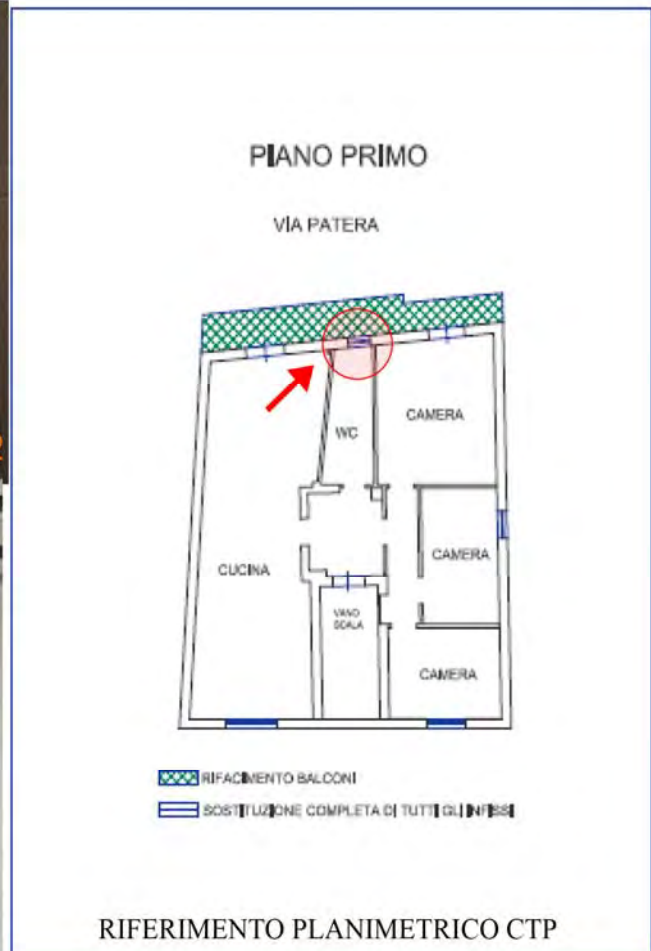 PIANO PRIMO
VIA PATERA
WC
CAMERA
CUCINA
CAMERA
VANO
SCALA
CAMERA
RIFACIMENTO BALCONI
SOSTITUZIONE COMPLETA DI TUTTI GLI INFISSI
RIFERIMENTO PLANIMETRICO CTP